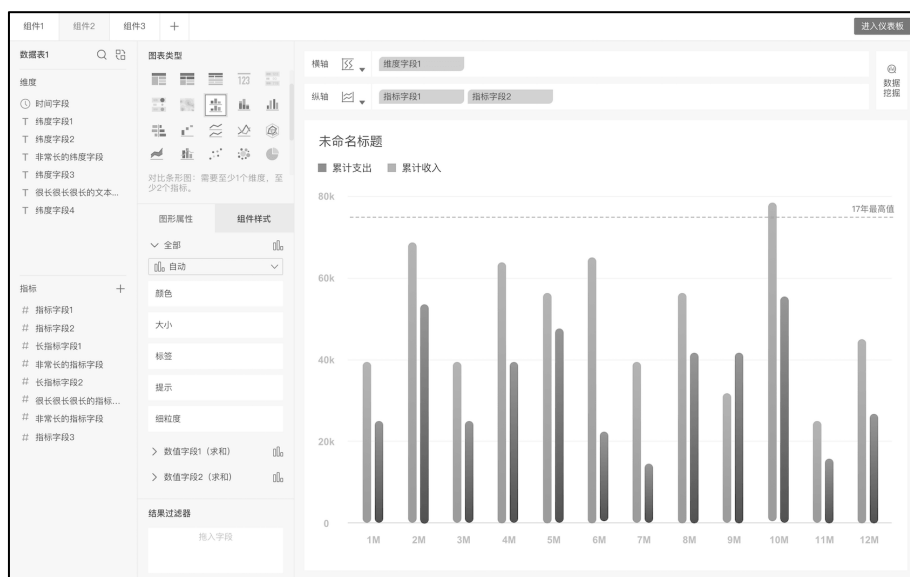 组件1 组件2 组件3 +
进入仪表板
数据表1
维度
时间字段
T 纬度字段1
T 纬度字段2
T 非常长的纬度字段
T 纬度字段3
T 很长很长很长的文本...
T 纬度字段4
指标 +
# 指标字段1
# 指标字段2
# 长指标字段1
# 非常长的指标字段
# 长指标字段2
# 很长很长很长的指标...
# 非常长的指标字段
# 指标字段3
图表类型
123
对比条形图：需要至少1个维度，至
少2个指标。
图形属性 组件样式
全部
自动
颜色
大小
标签
提示
细粒度
数值字段1（求和）
数值字段2（求和）
结果过滤器
拖入字段
横轴 维度字段1
纵轴 指标字段1 指标字段2
数据
挖掘
未命名标题
累计支出 累计收入
80k
17年最高值
60k
40k
20k
0
1M 2M 3M 4M 5M 6M 7M 8M 9M 10M 11M 12M